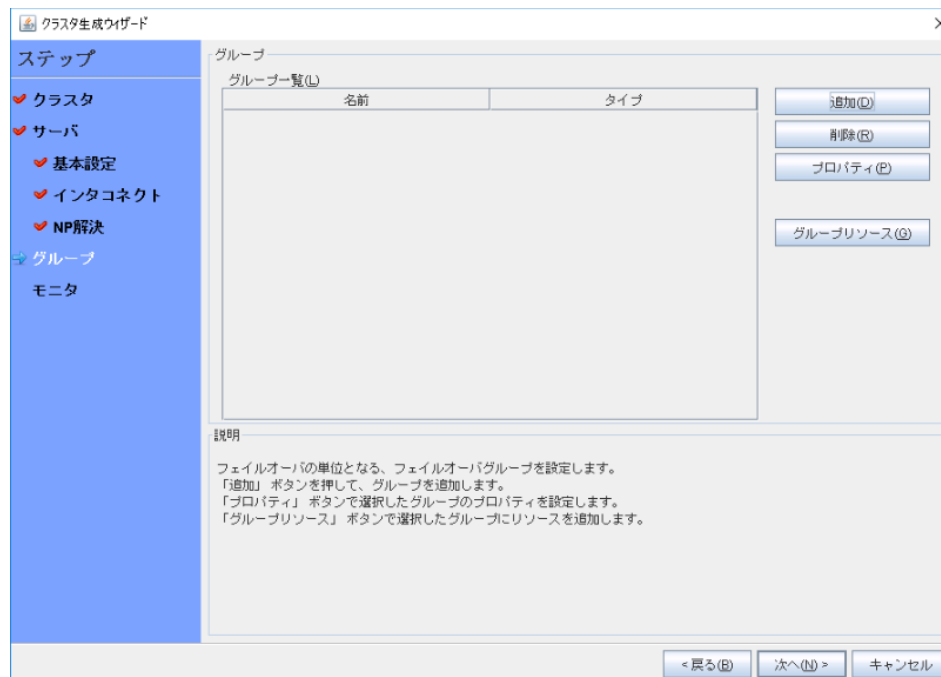 クラスタ生成ウィザード
ステップ
クラスタ
サーバ
基本設定
インタコネクト
NP解決
グループ
モニタ
グループ
グループ一覧(L)
名前
タイプ
追加(D)
削除(R)
プロパティ(P)
グループリソース(G)
説明
フェイルオーバの単位となる、フェイルオーバグループを設定します。
「追加」 ボタンを押して、グループを追加します。
「プロパティ」 ボタンで選択したグループのプロパティを設定します。
「グループリソース」 ボタンで選択したグループにリソースを追加します。
<戻る(B)
次へ(N) >
キャンセル